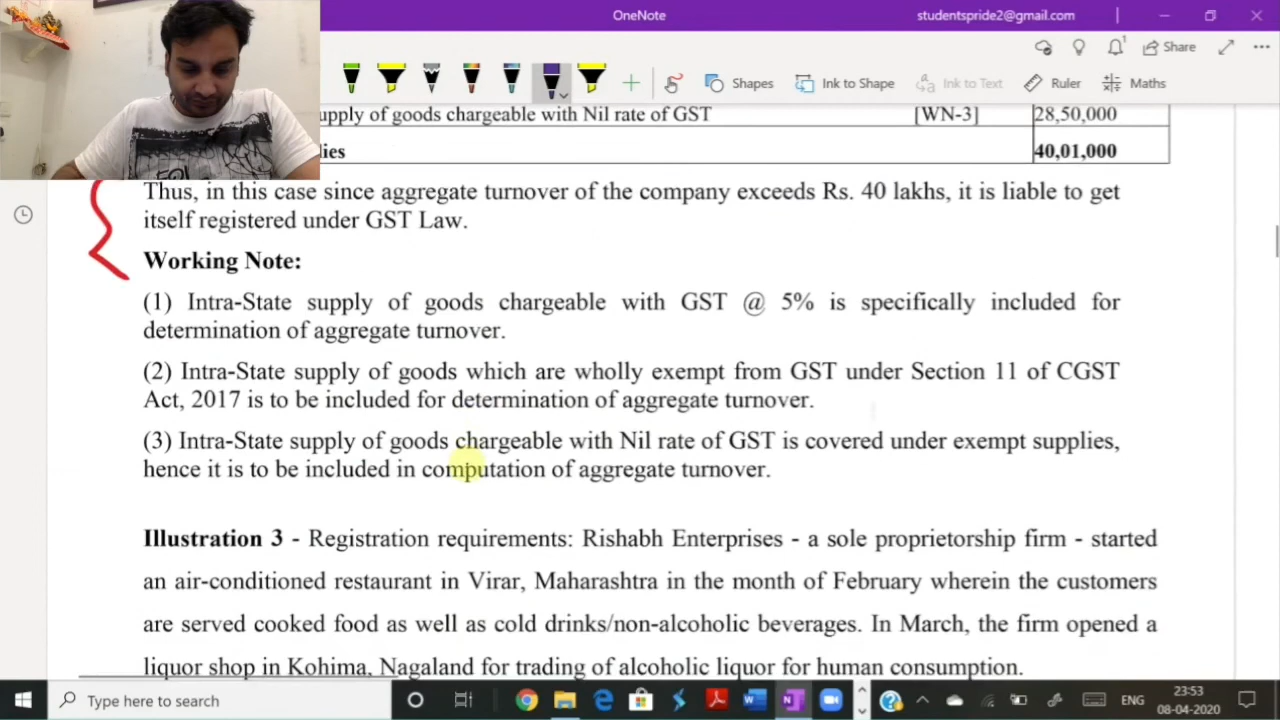 OneNote
studentspride2@gmail.com
Share
Shapes
Ink to Shape
Ink to Text
Ruler
Maths
upply of goods chargeable with Nil rate of GST [WN-3] 28,50,000
lies 40,01,000
Thus, in this case since aggregate turnover of the company exceeds Rs. 40 lakhs, it is liable to get
itself registered under GST Law.
Working Note:
(1) Intra-State supply of goods chargeable with GST @ 5% is specifically included for
determination of aggregate turnover.
(2) Intra-State supply of goods which are wholly exempt from GST under Section 11 of CGST
Act, 2017 is to be included for determination of aggregate turnover.
(3) Intra-State supply of goods chargeable with Nil rate of GST is covered under exempt supplies,
hence it is to be included in computation of aggregate turnover.
Illustration 3 - Registration requirements: Rishabh Enterprises - a sole proprietorship firm - started
an air-conditioned restaurant in Virar, Maharashtra in the month of February wherein the customers
are served cooked food as well as cold drinks/non-alcoholic beverages. In March, the firm opened a
liquor shop in Kohima, Nagaland for trading of alcoholic liquor for human consumption.
Type here to search
ENG
23:53
08-04-2020